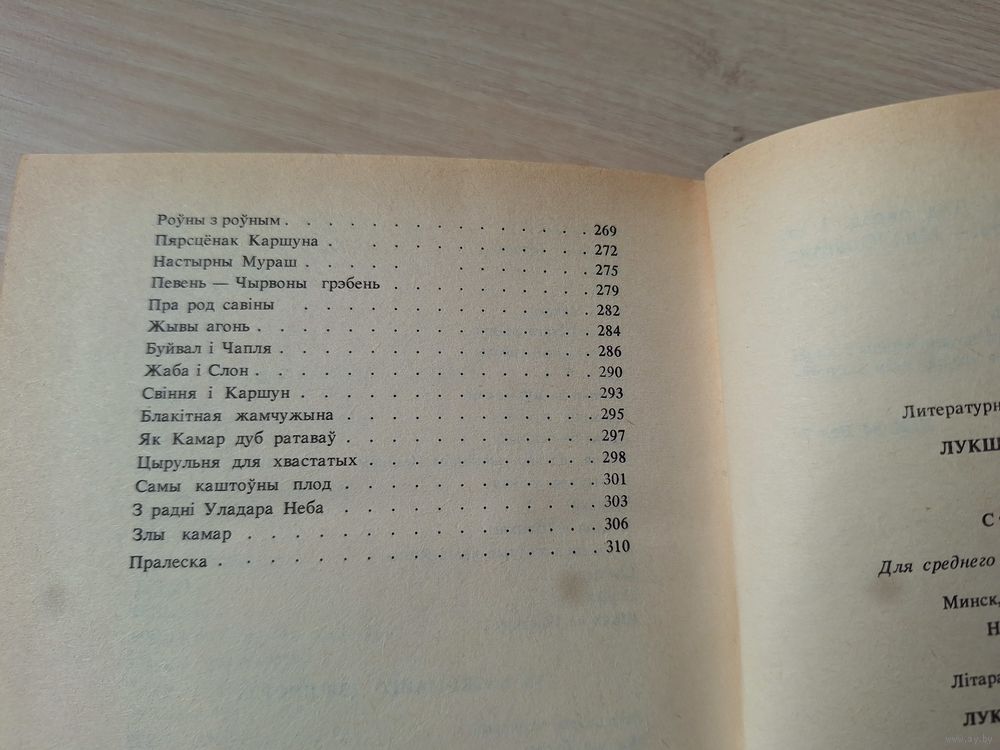 Роўны з роўным . . . . . . . . . . . . . 269
Пярсцёнак Каршуна . . . . . . . . . . . 272
Настырны Мураш . . . . . . . . . . 275
Певень — Чырвоны грэбень . . . . . . . . . 279
Пра род савіны . . . . . . . . . . . . 282
Жывы агонь . . . . . . . . . . . . . . 284
Буйвал і Чапля . . . . . . . . . . . . . 286
Жаба і Слон . . . . . . . . . . . . . . 290
Свіння і Каршун . . . . . . . . . . . . . 293
Блакітная жамчужына . . . . . . . . . . . 295
Як Камар дуб ратаваў . . . . . . . . . . . 297
Цырульня для хвастатых . . . . . . . . . . 298
Самы каштоўны плод . . . . . . . . . . . 301
З радні Уладара Неба . . . . . . . . . . . 303
Злы камар . . . . . . . . . . . . . . 306
Пралеска . . . . . . . . . . . . . . . 310
Литературн
ЛУКШ
С
Для среднего
Минск,
Н
Літара
ЛУК
www.ay.by